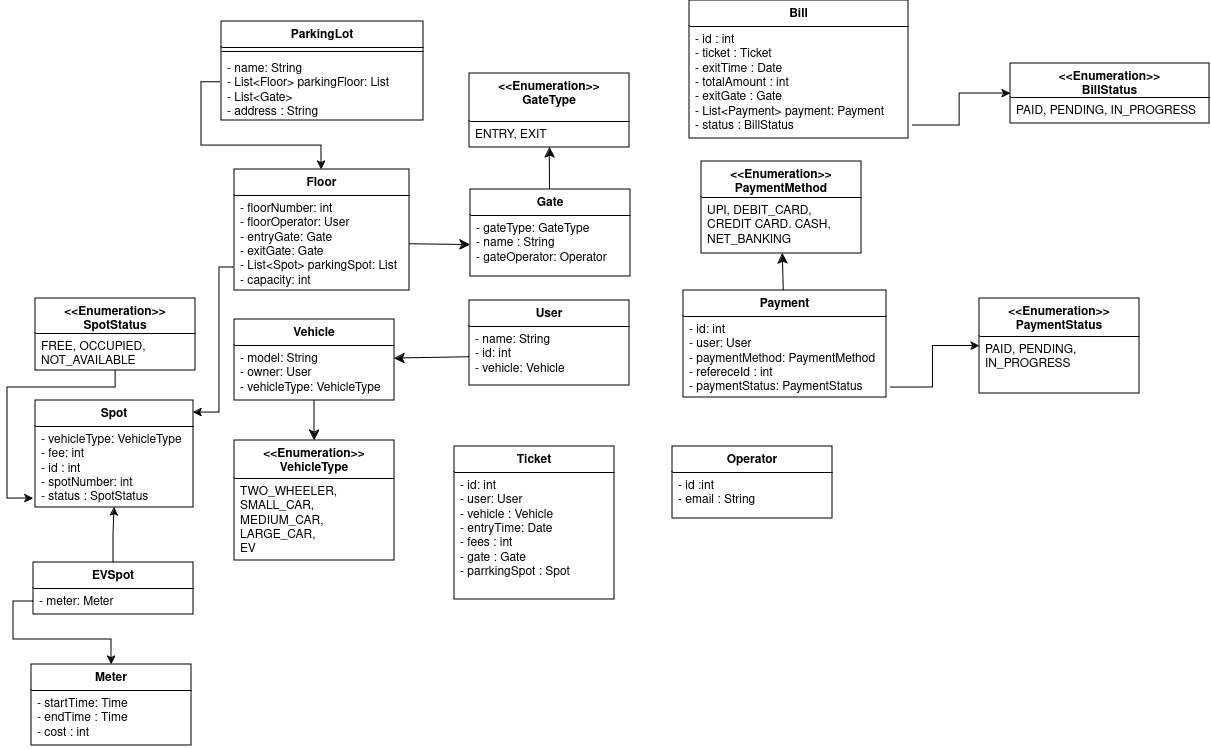 ParkingLot
- name: String
- List<Floor> parkingFloor: List
- List<Gate>
- address : String
<<Enumeration>>
GateType
ENTRY, EXIT
Bill
- id : int
- ticket : Ticket
- exitTime : Date
- totalAmount : int
- exitGate : Gate
- List<Payment> payment: Payment
- status : BillStatus
<<Enumeration>>
BillStatus
PAID, PENDING, IN_PROGRESS
Floor
- floorNumber: int
- floorOperator: User
- entryGate: Gate
- exitGate: Gate
- List<Spot> parkingSpot: List
- capacity: int
Gate
- gateType: GateType
- name : String
- gateOperator: Operator
<<Enumeration>>
PaymentMethod
UPI, DEBIT_CARD,
CREDIT CARD. CASH,
NET_BANKING
<<Enumeration>>
SpotStatus
FREE, OCCUPIED,
NOT_AVAILABLE
Vehicle
- model: String
- owner: User
- vehicleType: VehicleType
User
- name: String
- id: int
- vehicle: Vehicle
Payment
- id: int
- user: User
- paymentMethod: PaymentMethod
- refereceId : int
- paymentStatus: PaymentStatus
<<Enumeration>>
PaymentStatus
PAID, PENDING,
IN_PROGRESS
Spot
- vehicleType: VehicleType
- fee: int
- id : int
- spotNumber: int
- status : SpotStatus
<<Enumeration>>
VehicleType
TWO_WHEELER,
SMALL_CAR,
MEDIUM_CAR,
LARGE_CAR,
EV
Ticket
- id: int
- user: User
- vehicle : Vehicle
- entryTime: Date
- fees : int
- gate : Gate
- parrkingSpot : Spot
Operator
- id :int
- email : String
EVSpot
- meter: Meter
Meter
- startTime: Time
- endTime : Time
- cost : int